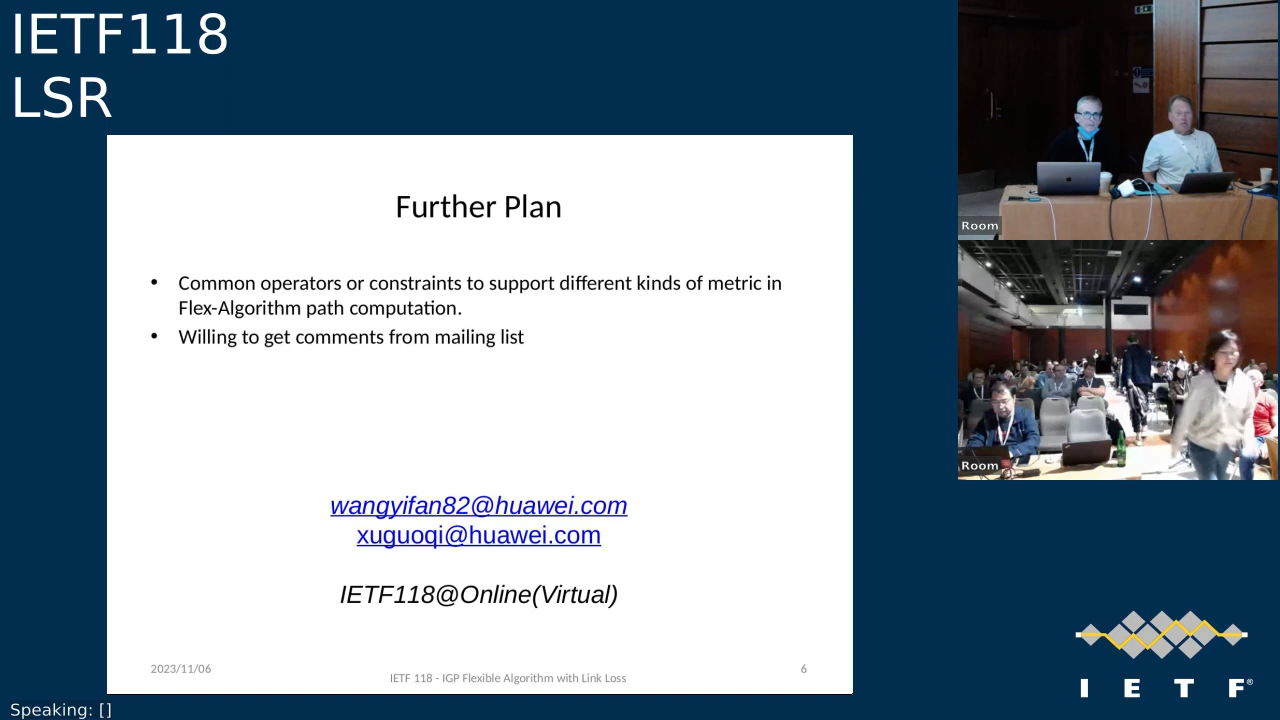 IETF118
LSR
Further Plan
• Common operators or constraints to support different kinds of metric in
Flex-Algorithm path computation.
• Willing to get comments from mailing list
wangyifan82@huawei.com
xuguoqi@huawei.com
IETF118@Online(Virtual)
2023/11/06
IETF 118 - IGP Flexible Algorithm with Link Loss
6
Room
Room
I E T F®
Speaking: []